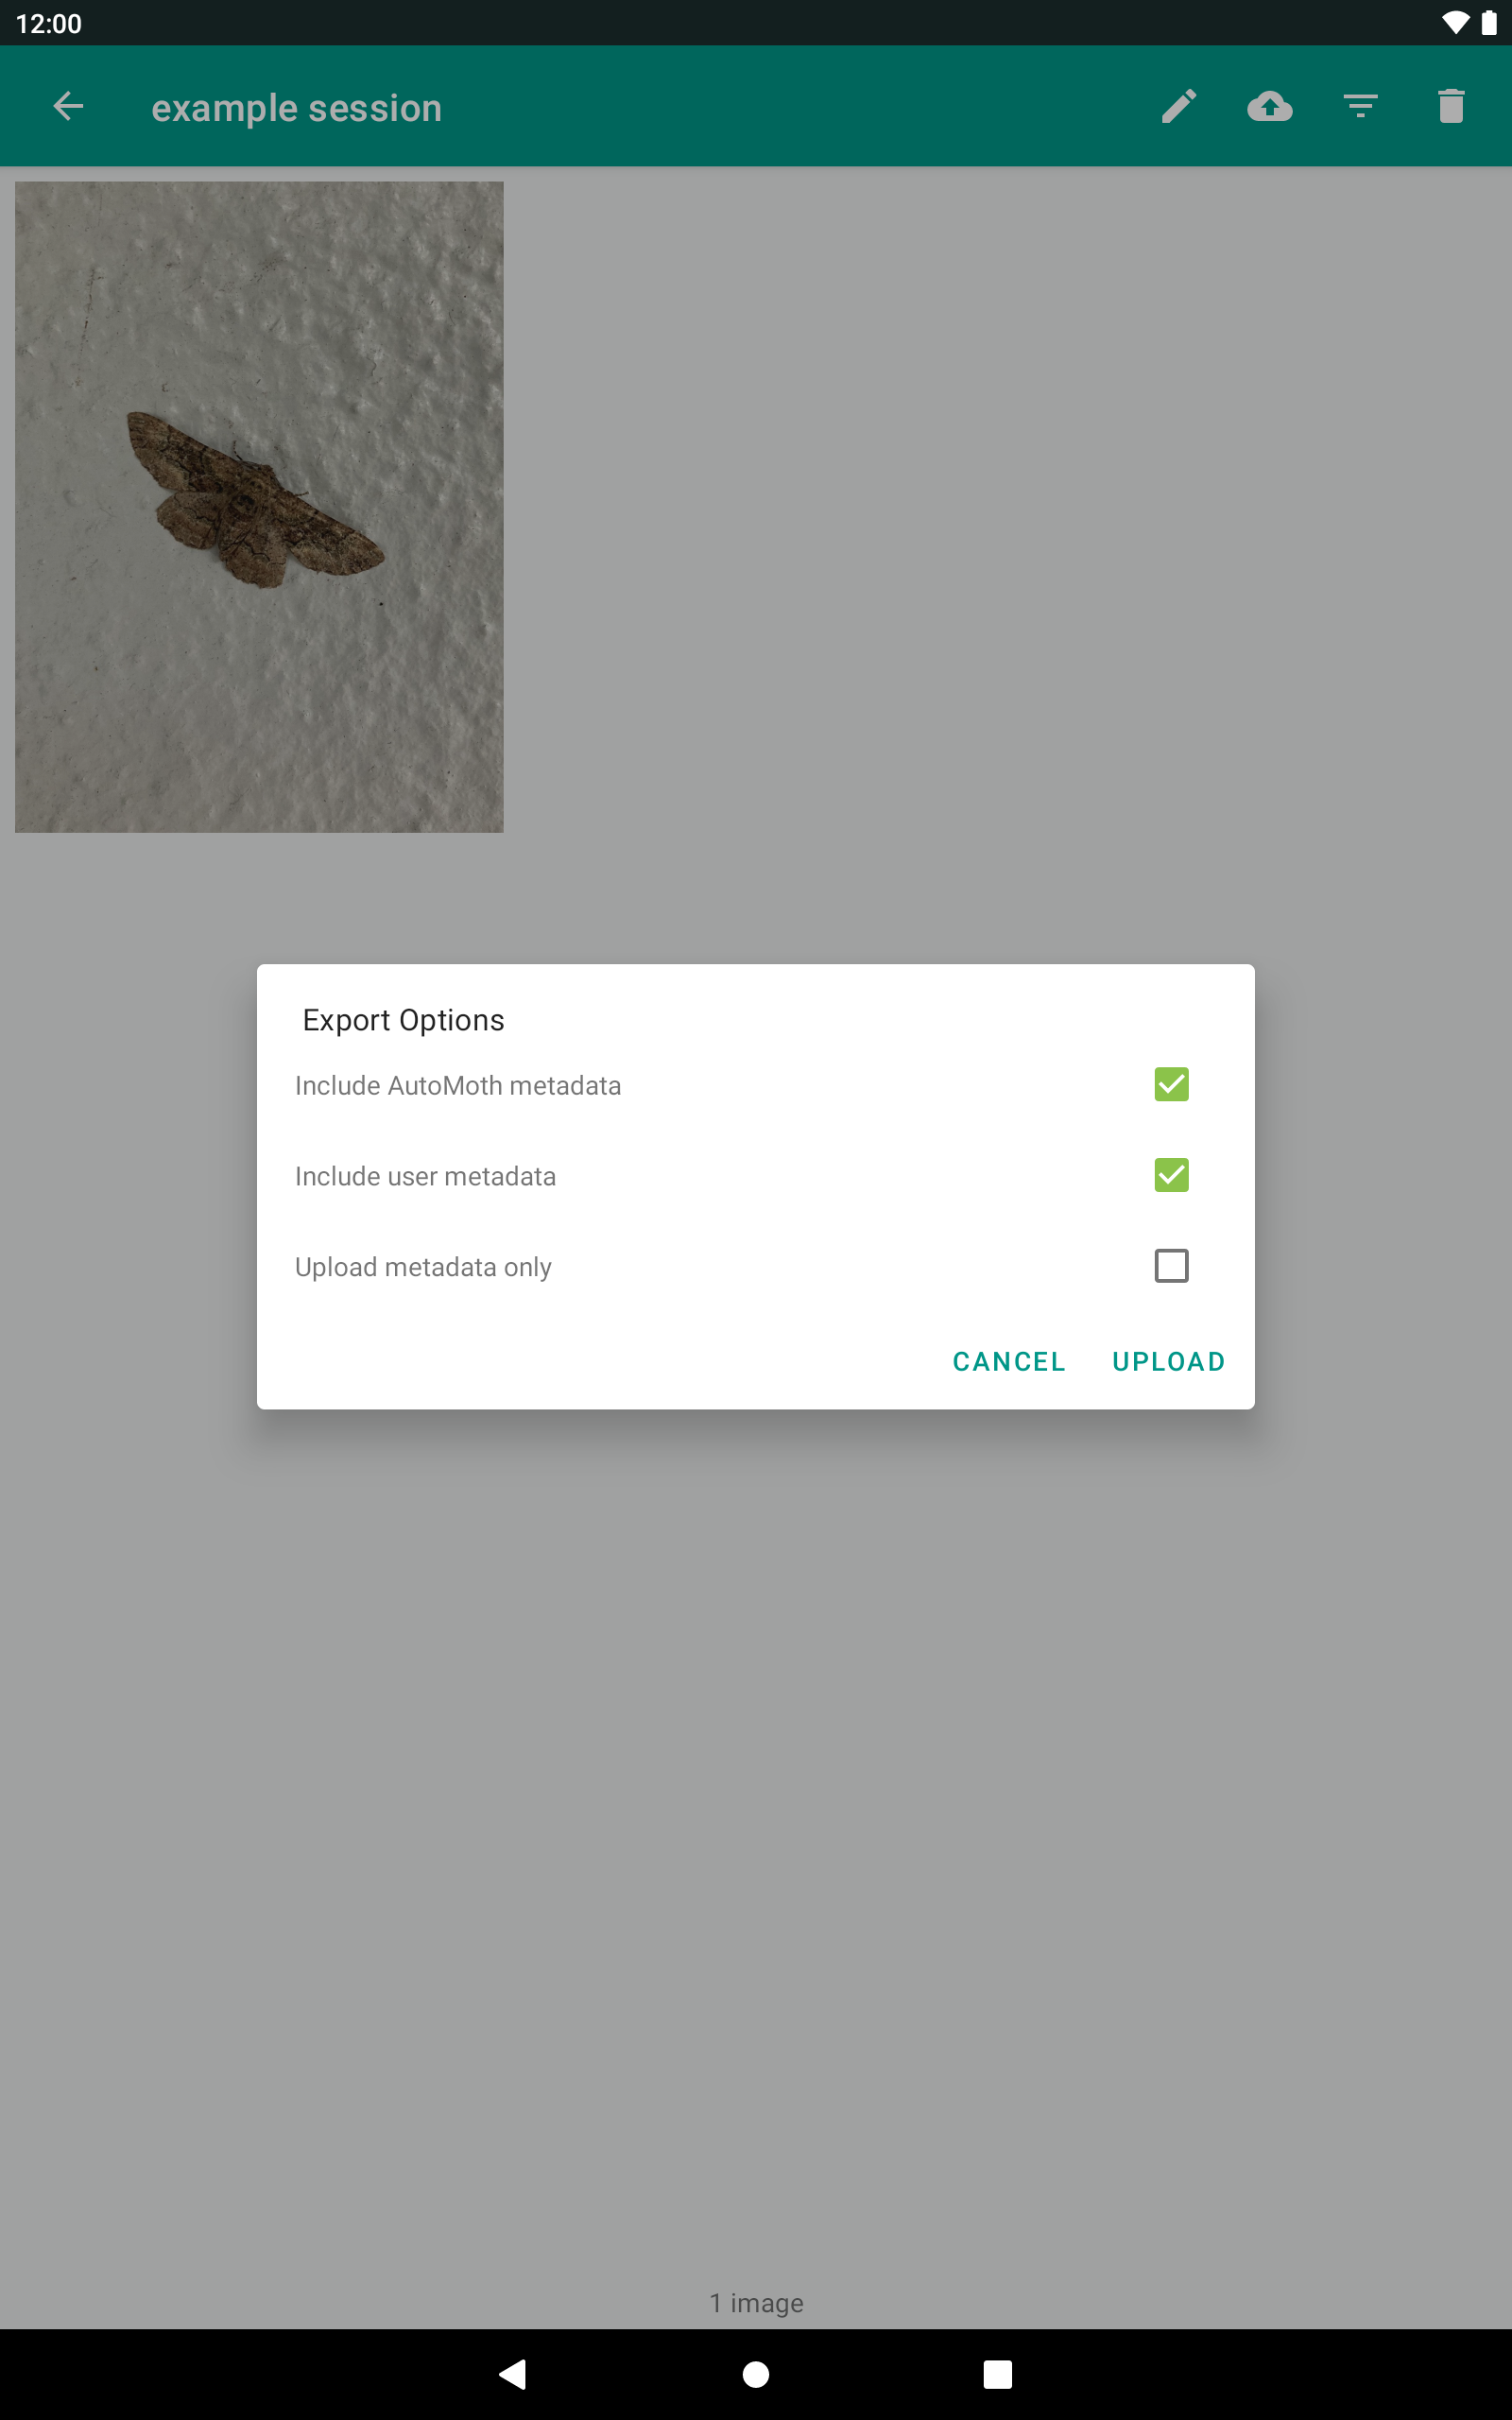 12:00
example session
Export Options
Include AutoMoth metadata
Include user metadata
Upload metadata only
CANCEL UPLOAD
1 image